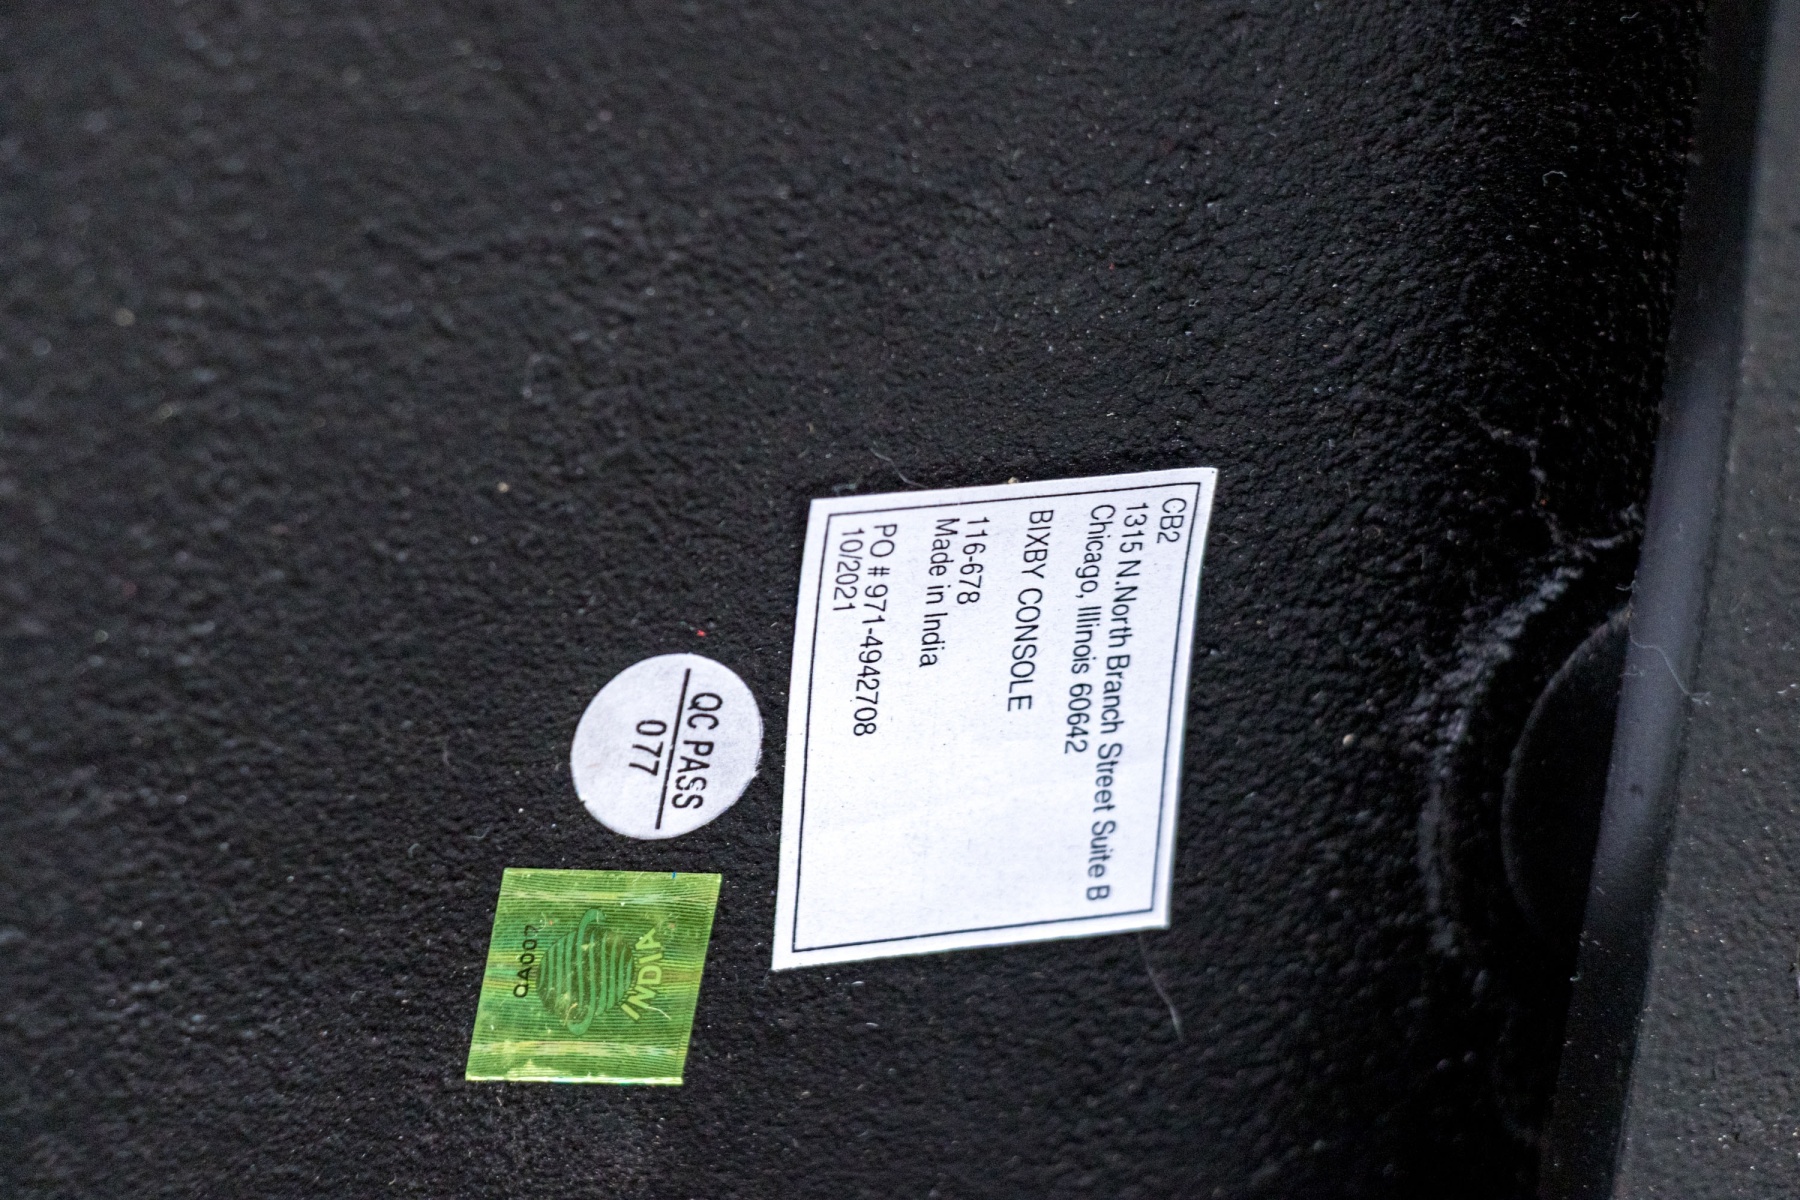 CB2
1315 N.North Branch Street Suite B
Chicago, Illinois 60642
BIXBY CONSOLE
116-678
Made in India
PO # 971-4942708
10/2021
QC PASS
077
INDIA